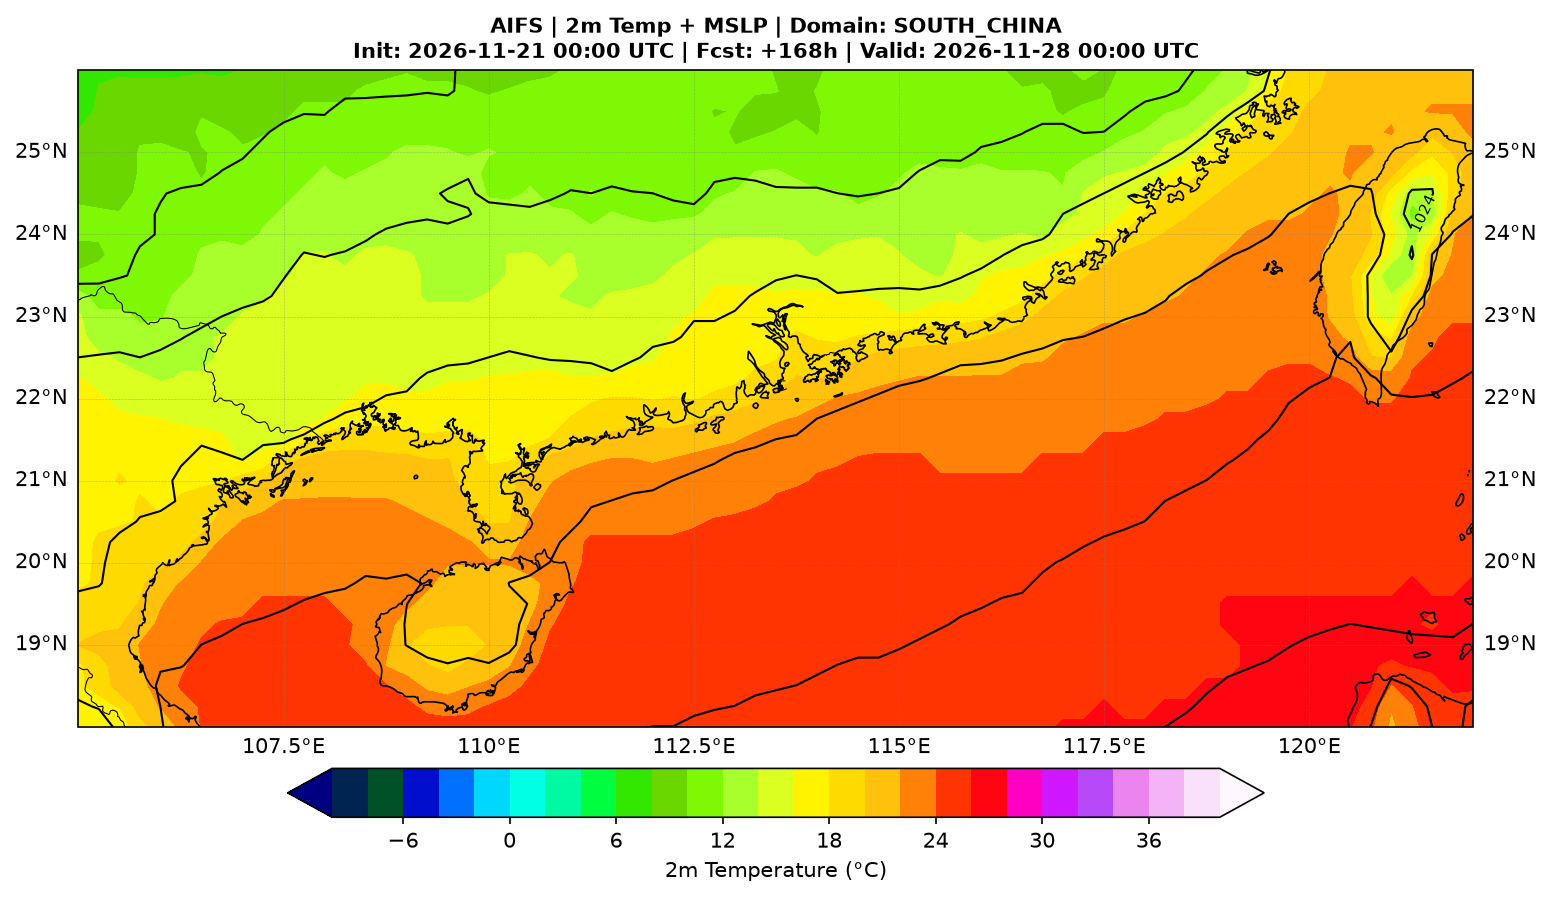 AIFS | 2m Temp + MSLP | Domain: SOUTH_CHINA
Init: 2026-11-21 00:00 UTC | Fcst: +168h | Valid: 2026-11-28 00:00 UTC
25°N 25°N
24°N 24°N
23°N 23°N
22°N 22°N
21°N 21°N
20°N 20°N
19°N 19°N
1024
107.5°E 110°E 112.5°E 115°E 117.5°E 120°E
−6 0 6 12 18 24 30 36
2m Temperature (°C)